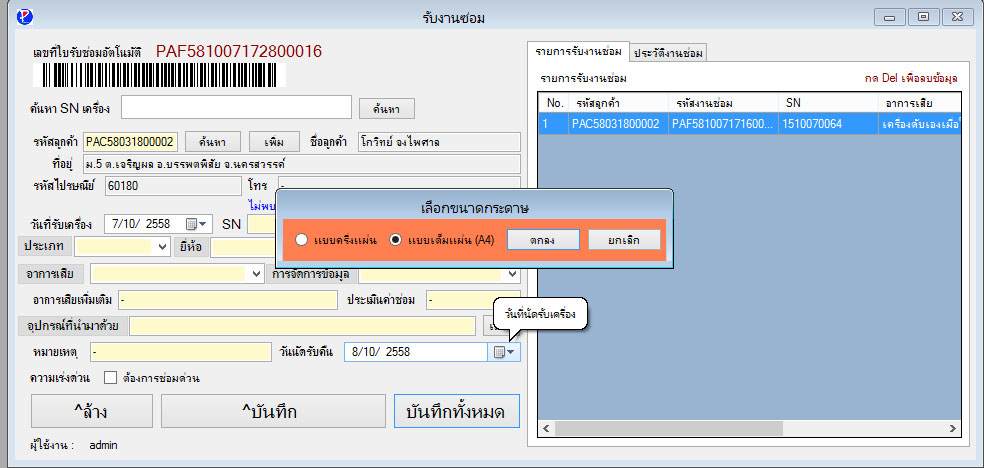 รับงานซ่อม
เลขที่ใบรับซ่อมอัตโนมัติ PAF581007172800016
ค้นหา SN เครื่อง ค้นหา
รหัสลูกค้า PAC58031800002 ค้นหา เพิ่ม ชื่อลูกค้า โกวิทย์ จงไพศาล
ที่อยู่ ม.5 ต.เจริญผล อ.บรรพตพิสัย จ.นครสวรรค์
รหัสไปรษณีย์ 60180 โทร -
ไม่พบ
วันที่รับเครื่อง 7/10/ 2558 SN
ประเภท ยี่ห้อ
อาการเสีย การจัดการข้อมูล
อาการเสียเพิ่มเติม - ประเมินค่าซ่อม -
อุปกรณ์ที่นำมาด้วย
หมายเหตุ - วันนัดรับคืน 8/10/ 2558
ความเร่งด่วน ต้องการซ่อมด่วน
^ล้าง ^บันทึก บันทึกทั้งหมด
ผู้ใช้งาน : admin
รายการรับงานซ่อม ประวัติงานซ่อม
รายการรับงานซ่อม กด Del เพื่อลบข้อมูล
No. รหัสลูกค้า รหัสงานซ่อม SN อาการเสีย
1 PAC58031800002 PAF581007171600... 1510070064 เครื่องดับเองเมื่อ
เลือกขนาดกระดาษ
แบบครึ่งแผ่น แบบเต็มแผ่น (A4) ตกลง ยกเลิก
วันที่นัดรับเครื่อง